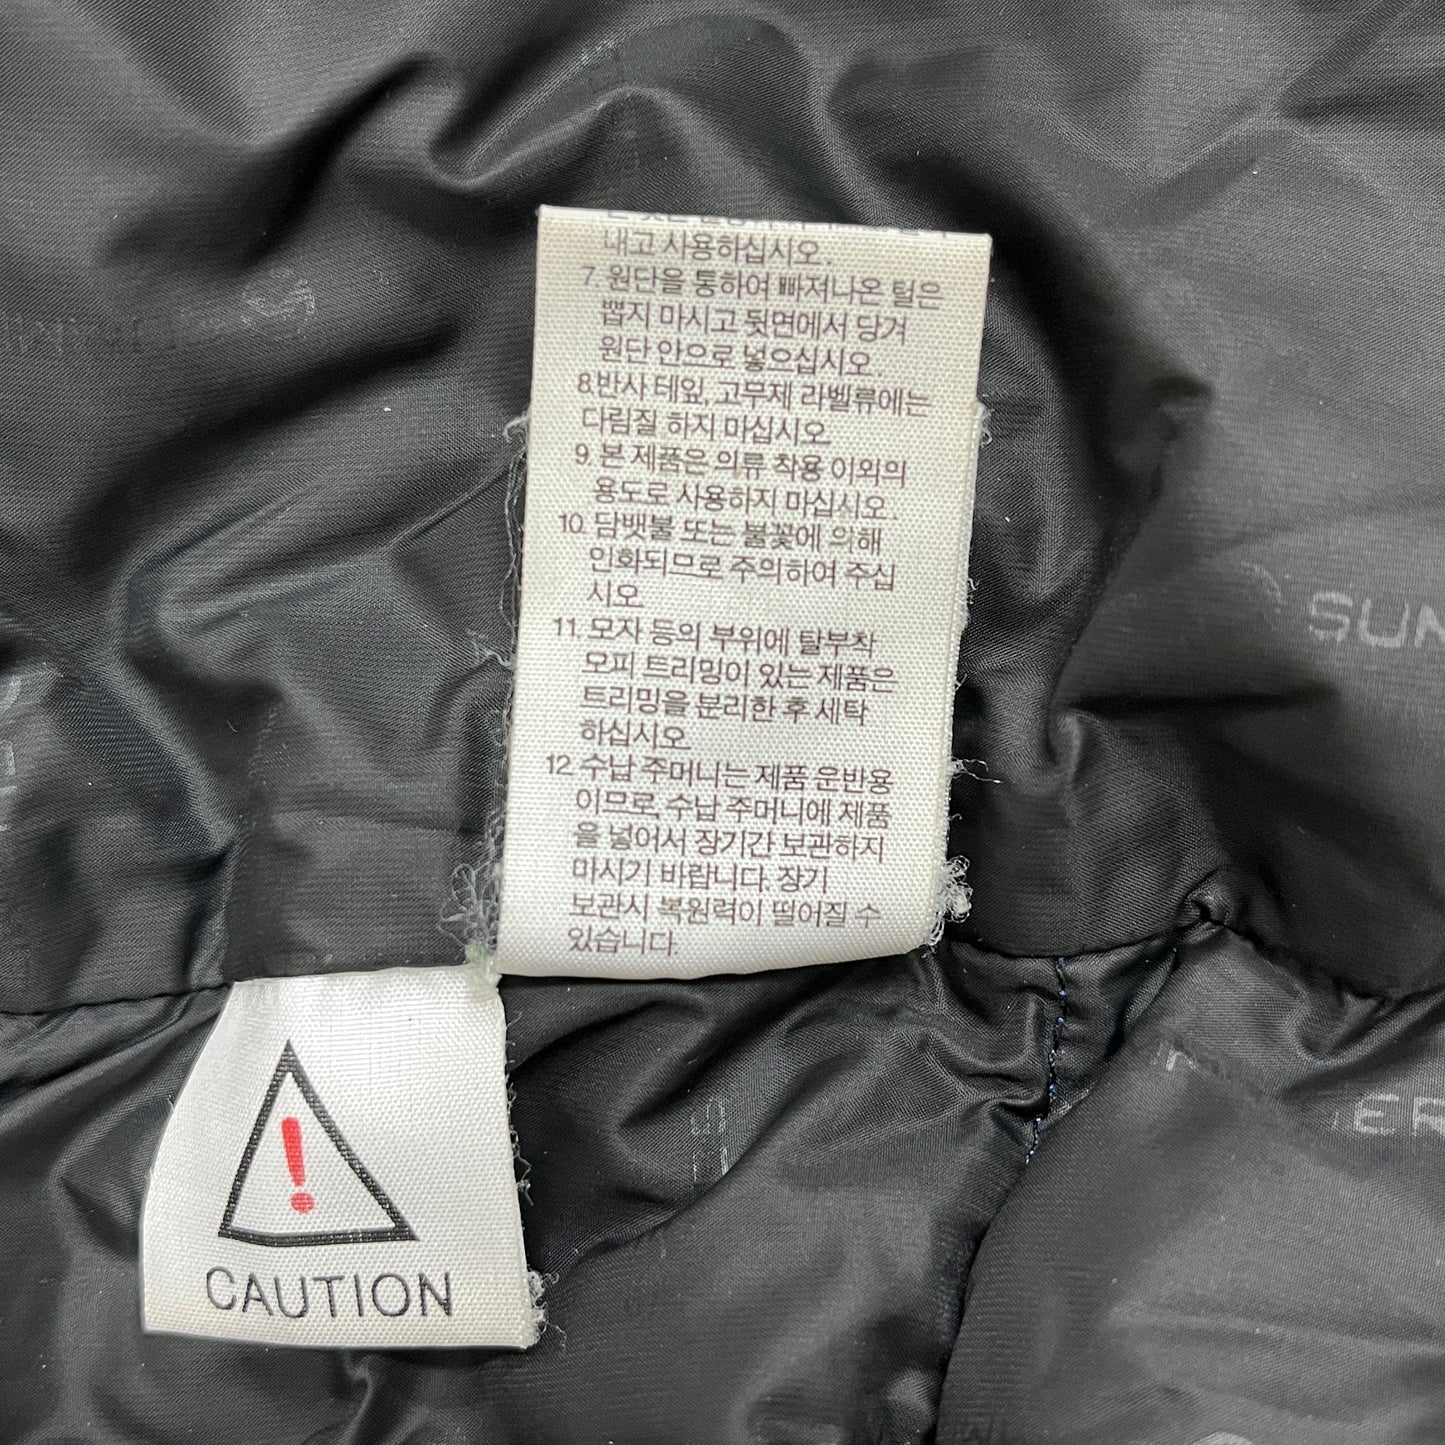 내고 사용하십시오.
7. 원단을 통하여 빠져나온 털은
뽑지 마시고 뒷면에서 당겨
원단 안으로 넣으십시오
8.반사 테잎, 고무제 라벨류에는
다림질 하지 마십시오.
9. 본 제품은 의류 착용 이외의
용도로 사용하지 마십시오.
10. 담뱃불 또는 불꽃에 의해
인화되므로 주의하여 주십
시오.
11. 모자 등의 부위에 탈부착
모피 트리밍이 있는 제품은
트리밍을 분리한 후 세탁
하십시오.
12. 수납 주머니는 제품 운반용
이므로, 수납 주머니에 제품
을 넣어서 장기간 보관하지
마시기 바랍니다. 장기
보관시 복원력이 떨어질 수
있습니다.
!
CAUTION
SUM